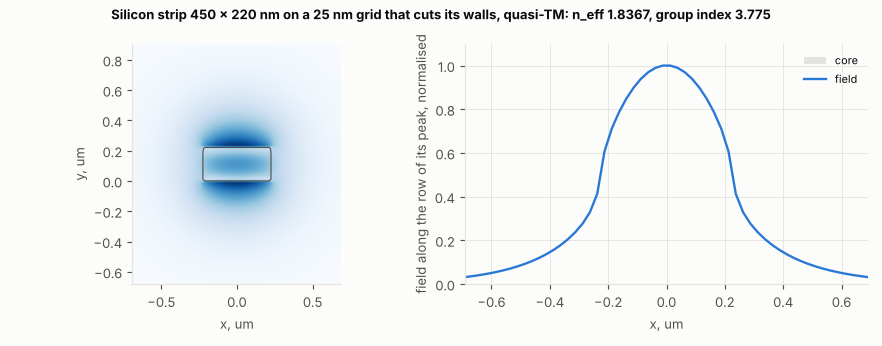 Silicon strip 450 × 220 nm on a 25 nm grid that cuts its walls, quasi-TM: n_eff 1.8367, group index 3.775
0.8
0.6
0.4
0.2
0.0
−0.2
−0.4
−0.6
y, um
−0.5 0.0 0.5
x, um
field along the row of its peak, normalised
1.0
0.8
0.6
0.4
0.2
0.0
core
field
−0.6 −0.4 −0.2 0.0 0.2 0.4 0.6
x, um